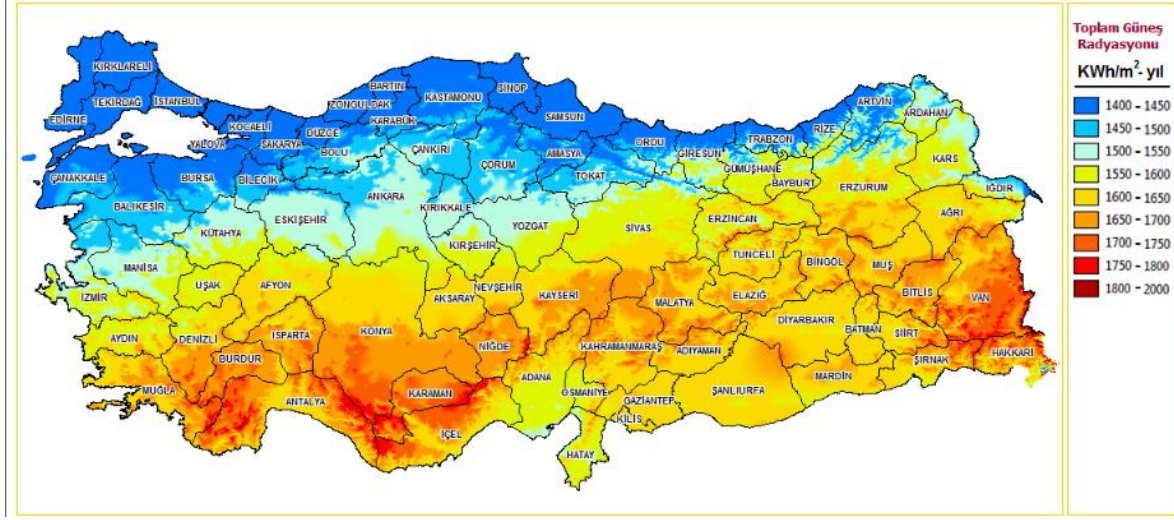 Toplam Güneş
Radyasyonu
KWh/m²- yıl
1400 - 1450
1450 - 1500
1500 - 1550
1550 - 1600
1600 - 1650
1650 - 1700
1700 - 1750
1750 - 1800
1800 - 2000
KIRKLARELİ
TEKİRDAĞ
İSTANBUL
EDİRNE
KOCAELİ
YALOVA
SAKARYA
DÜZCE
BOLU
ZONGULDAK
BARTIN
KARABÜK
KASTAMONU
SİNOP
SAMSUN
ÇANKIRI
ÇORUM
AMASYA
TOKAT
ORDU
GİRESUN
TRABZON
GÜMÜŞHANE
BAYBURT
RİZE
ARTVİN
ARDAHAN
KARS
IĞDIR
AĞRI
ERZURUM
ERZİNCAN
ÇANAKKALE
BALIKESİR
BURSA
BİLECİK
KÜTAHYA
ESKİŞEHİR
ANKARA
KIRIKKALE
KIRŞEHİR
YOZGAT
SİVAS
TUNCELİ
BİNGÖL
MUŞ
BİTLİS
VAN
MANİSA
İZMİR
UŞAK
AFYON
AKSARAY
NEVŞEHİR
KAYSERİ
MALATYA
ELAZIĞ
DİYARBAKIR
BATMAN
SİİRT
ŞIRNAK
HAKKARİ
AYDIN
DENİZLİ
ISPARTA
BURDUR
KONYA
NİĞDE
KAHRAMANMARAŞ
ADIYAMAN
MARDİN
ŞANLIURFA
MUĞLA
ANTALYA
KARAMAN
İÇEL
ADANA
OSMANİYE
GAZİANTEP
KİLİS
HATAY